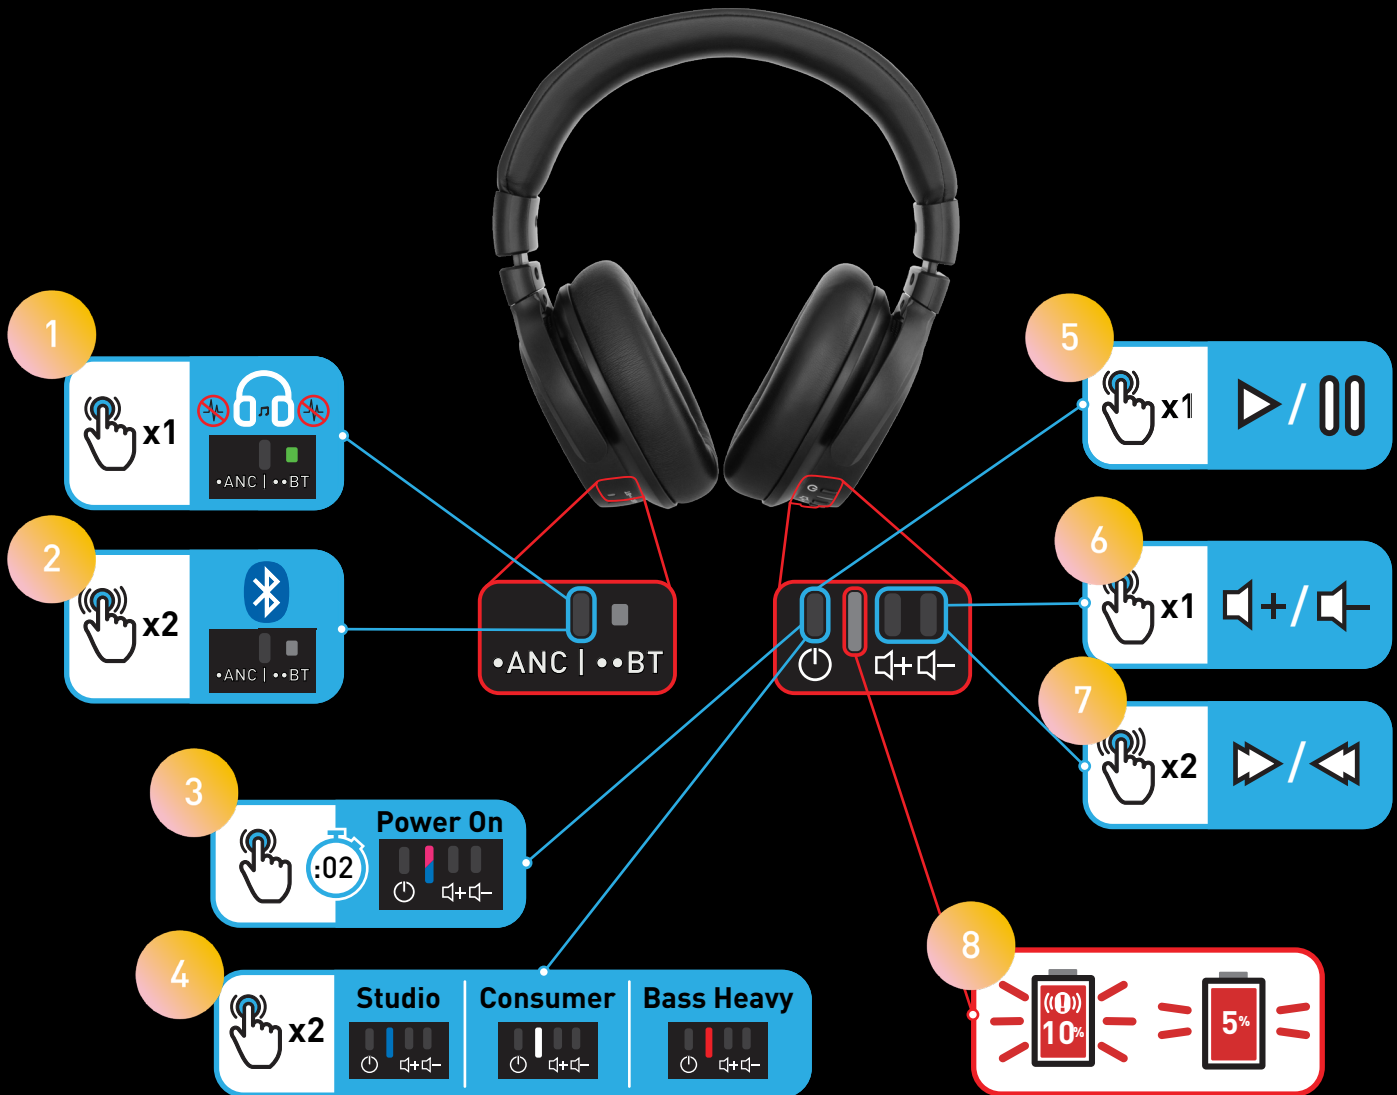 1
x1
•ANC | ••BT
2
x2
•ANC | ••BT
•ANC | ••BT
3
:02
Power On
4
x2
Studio
Consumer
Bass Heavy
5
x1
6
x1
+/−
+ −
7
x2
/
8
10%
5%